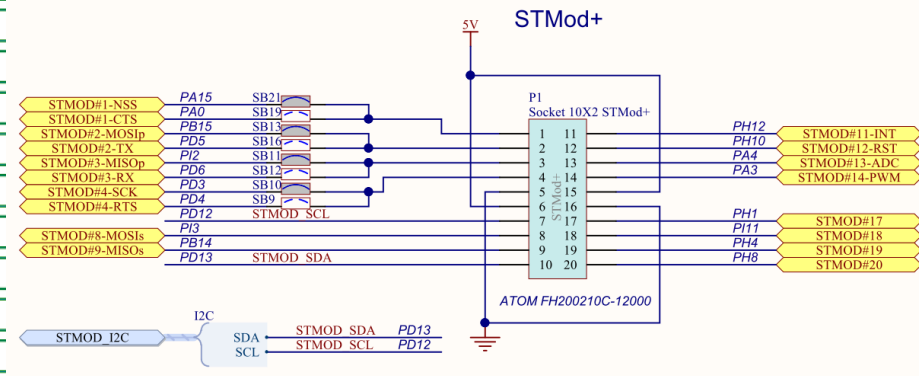 STMod+
5V
STMOD#1-NSS PA15 SB21
STMOD#1-CTS PA0 SB19
STMOD#2-MOSIp PB15 SB13
STMOD#2-TX PD5 SB16
STMOD#3-MISOp PI2 SB11
STMOD#3-RX PD6 SB12
STMOD#4-SCK PD3 SB10
STMOD#4-RTS PD4 SB9
PD12 STMOD_SCL
STMOD#8-MOSIs PI3
STMOD#9-MISOs PB14
PD13 STMOD_SDA
P1
Socket 10X2 STMod+
1 11
2 12
3 13
4 14
5 15
6 16
7 17
8 18
9 19
10 20
STMod+
PH12 STMOD#11-INT
PH10 STMOD#12-RST
PA4 STMOD#13-ADC
PA3 STMOD#14-PWM
PH1 STMOD#17
PI11 STMOD#18
PH4 STMOD#19
PH8 STMOD#20
ATOM FH200210C-12000
I2C
STMOD_I2C
SDA STMOD_SDA PD13
SCL STMOD_SCL PD12